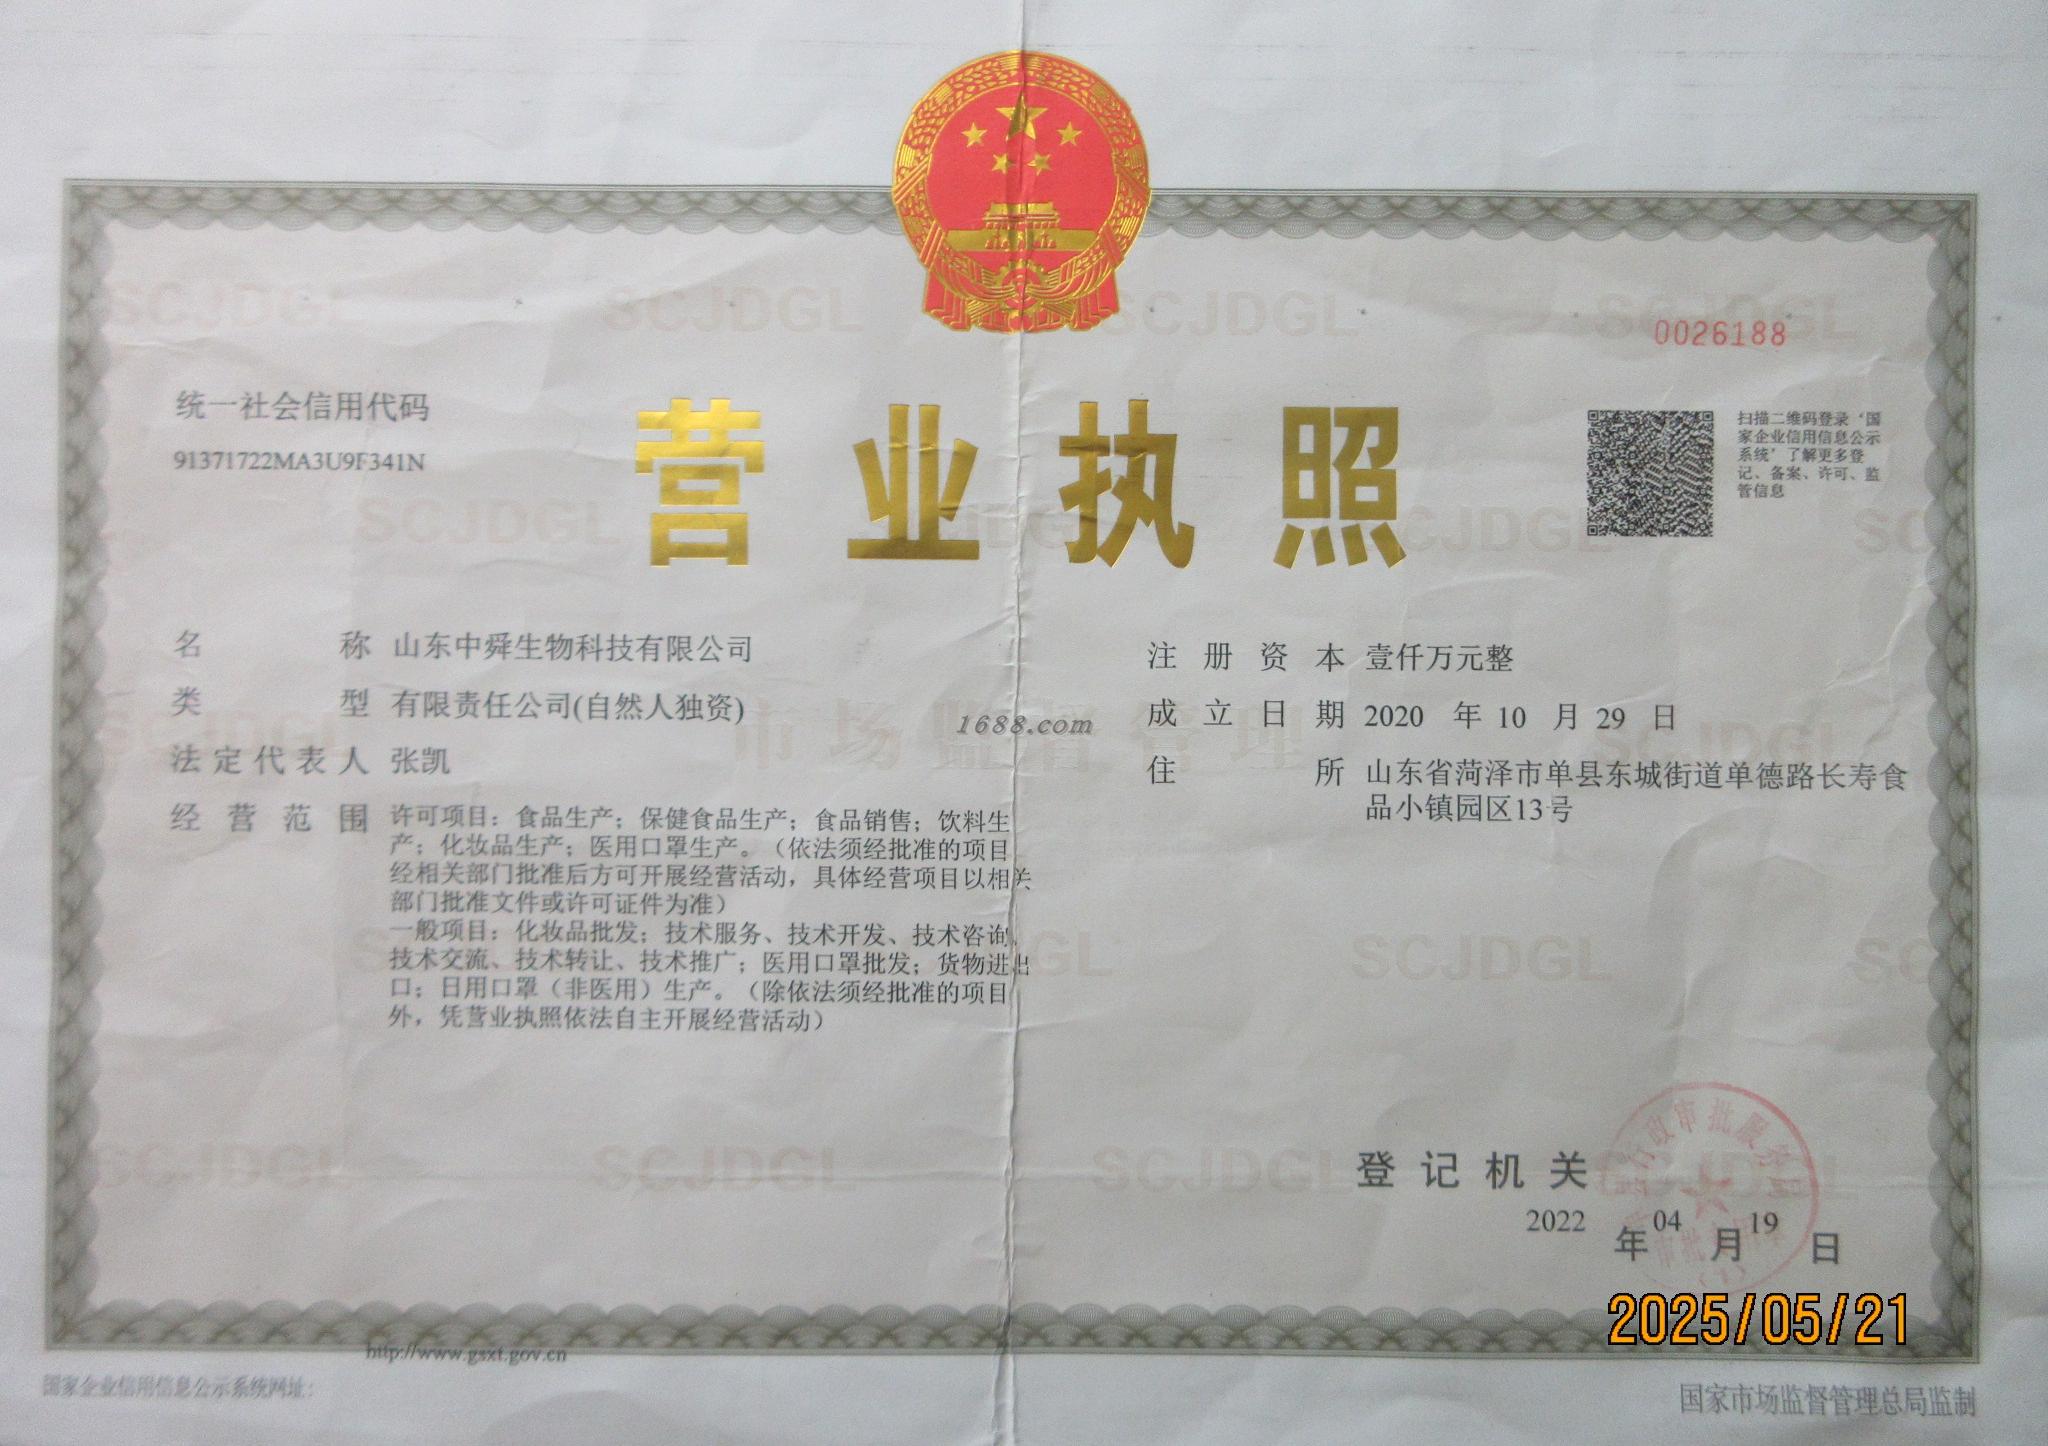 0026188
统一社会信用代码
91371722MA3U9F341N
营业执照
扫描二维码登录‘国
家企业信用信息公示
系统’了解更多登
记、备案、许可、监
管信息
名称 山东中舜生物科技有限公司
类型 有限责任公司(自然人独资)
法定代表人 张凯
经营范围 许可项目：食品生产；保健食品生产；食品销售；饮料生
产；化妆品生产；医用口罩生产。（依法须经批准的项目
经相关部门批准后方可开展经营活动，具体经营项目以相关
部门批准文件或许可证件为准）
一般项目：化妆品批发；技术服务、技术开发、技术咨询、
技术交流、技术转让、技术推广；医用口罩批发；货物进出
口；日用口罩（非医用）生产。（除依法须经批准的项目
外，凭营业执照依法自主开展经营活动）
注册资本 壹仟万元整
成立日期 2020 年 10 月 29 日
住所 山东省菏泽市单县东城街道单德路长寿食
品小镇园区13号
市场监督管理
1688.com
SCJDGL
登记机关
2022 年 04 月 19 日
行政审批服务局
2025/05/21
http://www.gsxt.gov.cn
国家企业信用信息公示系统网址：
国家市场监督管理总局监制